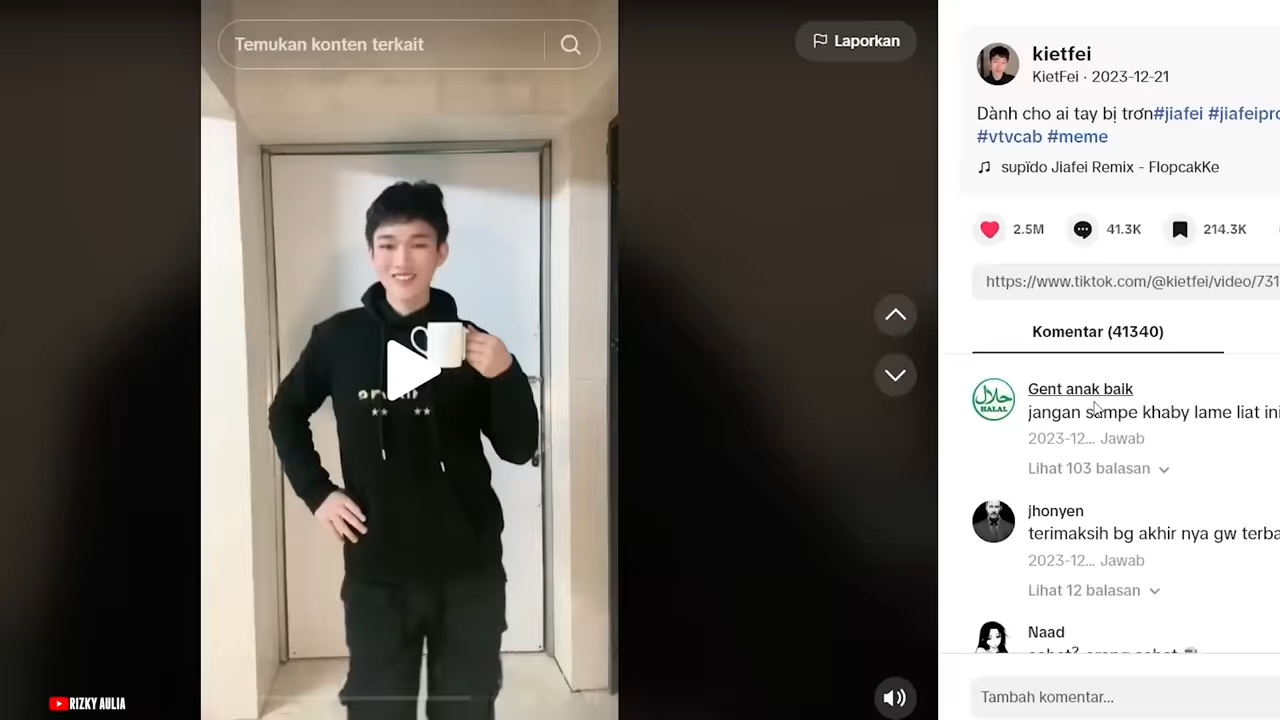 Temukan konten terkait
Laporkan
kietfei
KietFei · 2023-12-21
Dành cho ai tay bị trơn#jiafei #jiafeipro
#vtvcab #meme
supïdo Jiafei Remix - FlopcakKe
2.5M
41.3K
214.3K
https://www.tiktok.com/@kietfei/video/731
Komentar (41340)
Gent anak baik
jangan sampe khaby lame liat ini
2023-12... Jawab
Lihat 103 balasan
jhonyen
terimaksih bg akhir nya gw terba
2023-12... Jawab
Lihat 12 balasan
Naad
Tambah komentar...
RIZKY AULIA
حلال
HALAL